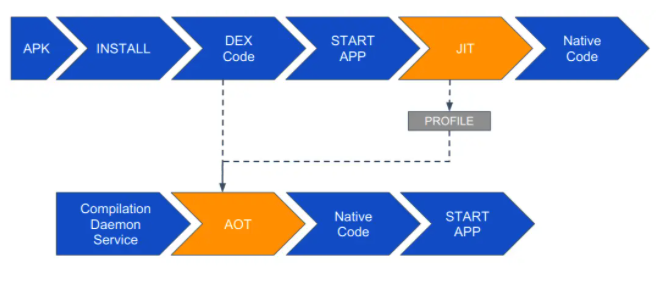 APK
INSTALL
DEX
Code
START
APP
JIT
Native
Code
PROFILE
Compilation
Daemon
Service
AOT
Native
Code
START
APP